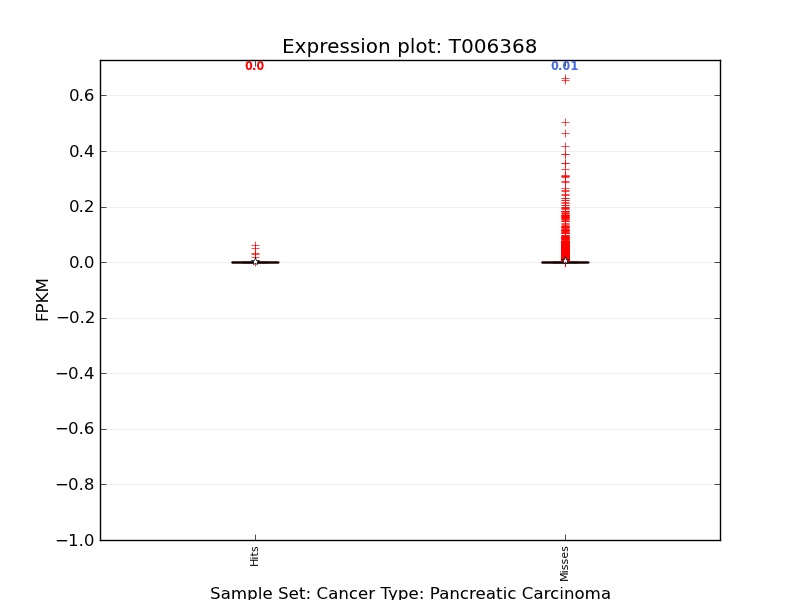 Expression plot: T006368
0.0
0.01
0.6
0.4
0.2
0.0
−0.2
−0.4
−0.6
−0.8
−1.0
FPKM
Hits
Misses
Sample Set: Cancer Type: Pancreatic Carcinoma